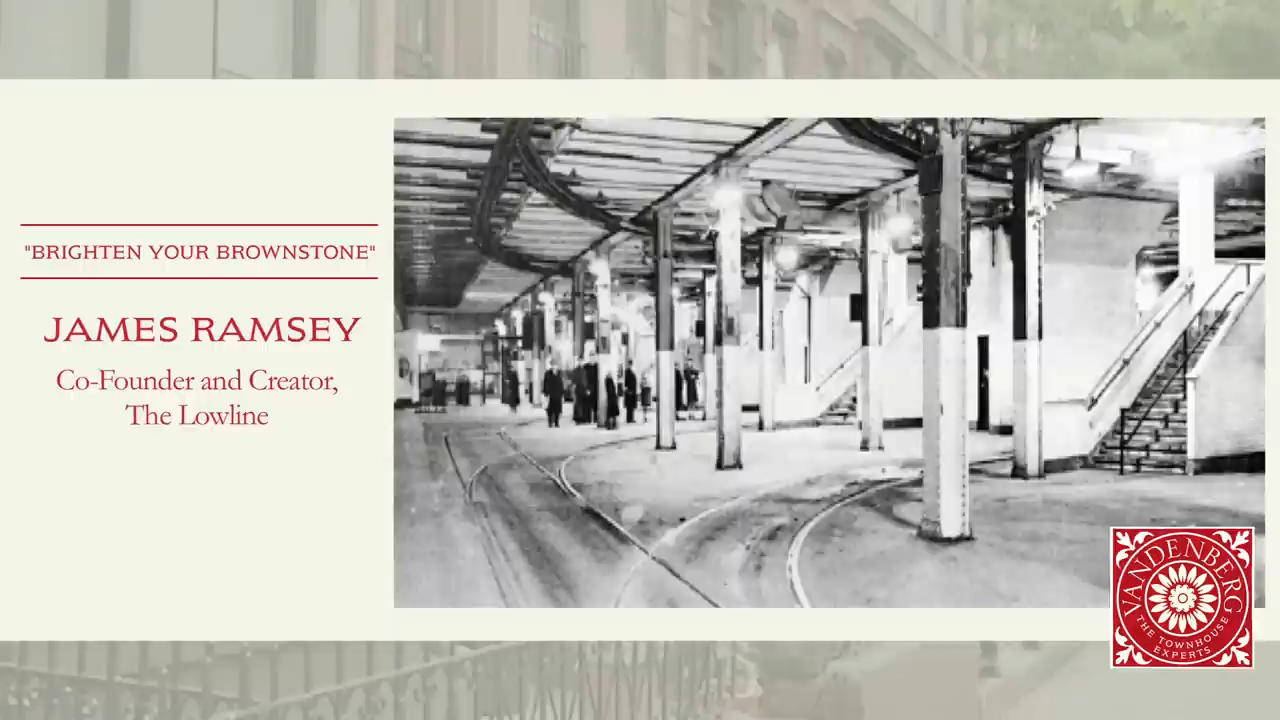 "BRIGHTEN YOUR BROWNSTONE"
JAMES RAMSEY
Co-Founder and Creator,
The Lowline
VANDENBERG
THE TOWNHOUSE
EXPERTS